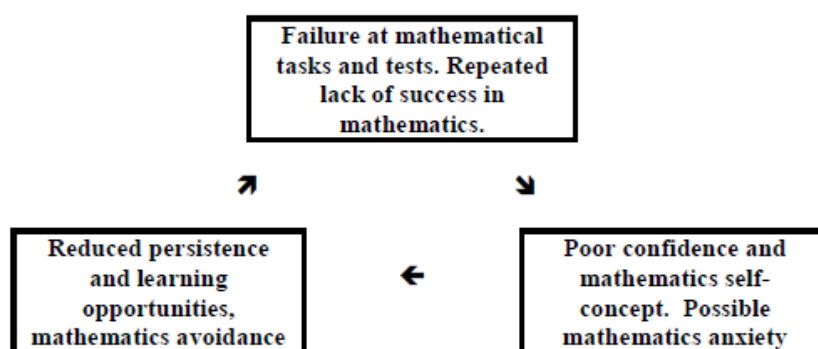 Failure at mathematical
tasks and tests. Repeated
lack of success in
mathematics.
Reduced persistence
and learning
opportunities,
mathematics avoidance
Poor confidence and
mathematics self-
concept. Possible
mathematics anxiety